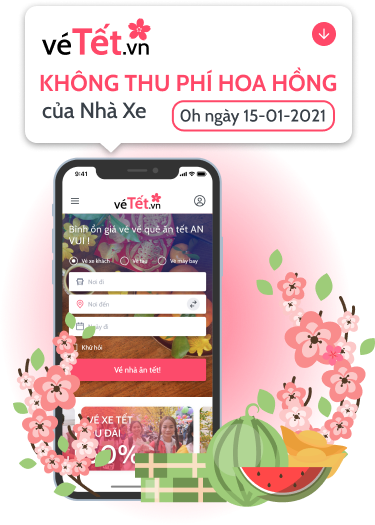 véTết.vn
KHÔNG THU PHÍ HOA HỒNG
của Nhà Xe
0h ngày 15-01-2021
9:41
véTết.vn
Bình ổn giá vé về quê ăn tết AN
VUI !
Vé xe khách
Vé tàu
Vé máy bay
Nơi đi
Nơi đến
Ngày đi
Khứ hồi
Về nhà ăn tết!
VÉ XE TẾT
ƯU ĐÃI
0%